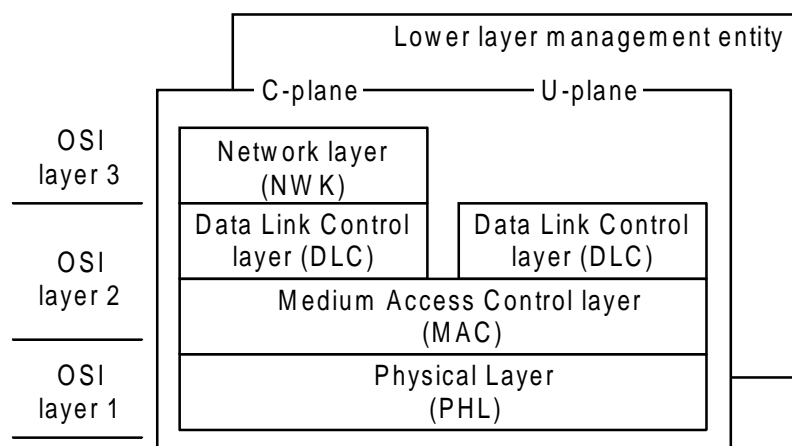 Lower layer management entity
C-plane
U-plane
OSI
layer 3
Network layer
(NWK)
Data Link Control
layer (DLC)
Data Link Control
layer (DLC)
OSI
layer 2
Medium Access Control layer
(MAC)
OSI
layer 1
Physical Layer
(PHL)